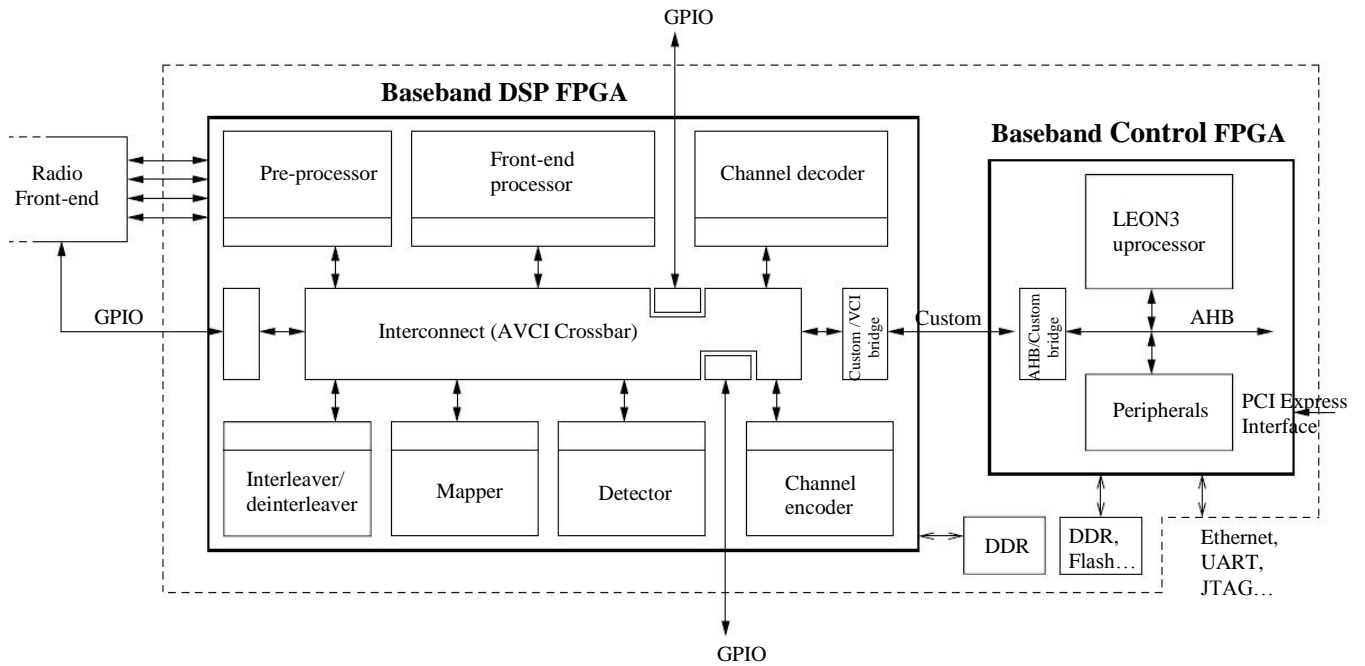 GPIO
Baseband DSP FPGA
Baseband Control FPGA
Radio
Front-end
Pre-processor
Front-end
processor
Channel decoder
LEON3
uprocessor
GPIO
Interconnect (AVCI Crossbar)
Custom /VCI
bridge
Custom
AHB/Custom
bridge
AHB
Peripherals
PCI Express
Interface
Interleaver/
deinterleaver
Mapper
Detector
Channel
encoder
DDR
DDR,
Flash…
Ethernet,
UART,
JTAG…
GPIO